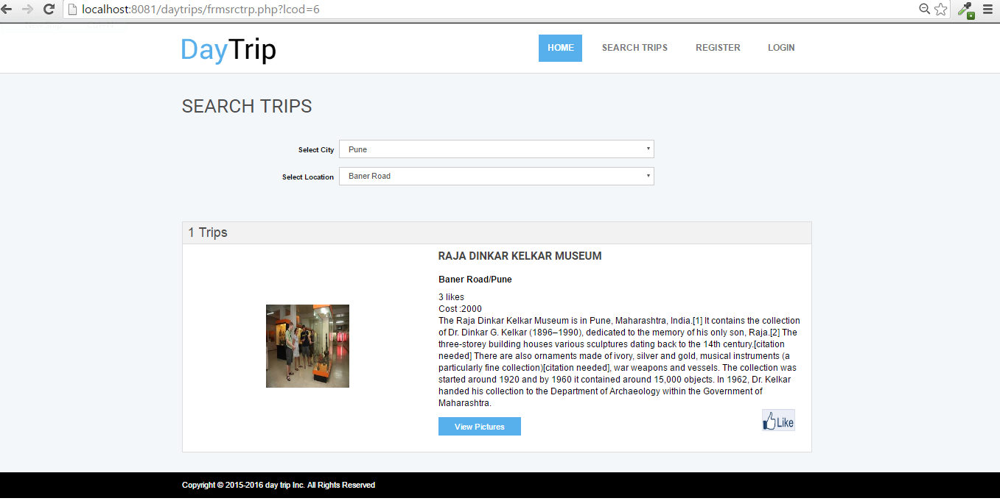 localhost:8081/daytrips/frmsrctrp.php?lcod=6
DayTrip
HOME
SEARCH TRIPS
REGISTER
LOGIN
SEARCH TRIPS
Select City
Pune
Select Location
Baner Road
1 Trips
RAJA DINKAR KELKAR MUSEUM
Baner Road/Pune
3 likes
Cost :2000
The Raja Dinkar Kelkar Museum is in Pune, Maharashtra, India.[1] It contains the collection
of Dr. Dinkar G. Kelkar (1896–1990), dedicated to the memory of his only son, Raja.[2] The
three-storey building houses various sculptures dating back to the 14th century.[citation
needed] There are also ornaments made of ivory, silver and gold, musical instruments (a
particularly fine collection)[citation needed], war weapons and vessels. The collection was
started around 1920 and by 1960 it contained around 15,000 objects. In 1962, Dr. Kelkar
handed his collection to the Department of Archaeology within the Government of
Maharashtra.
View Pictures
Like
Copyright © 2015-2016 day trip Inc. All Rights Reserved